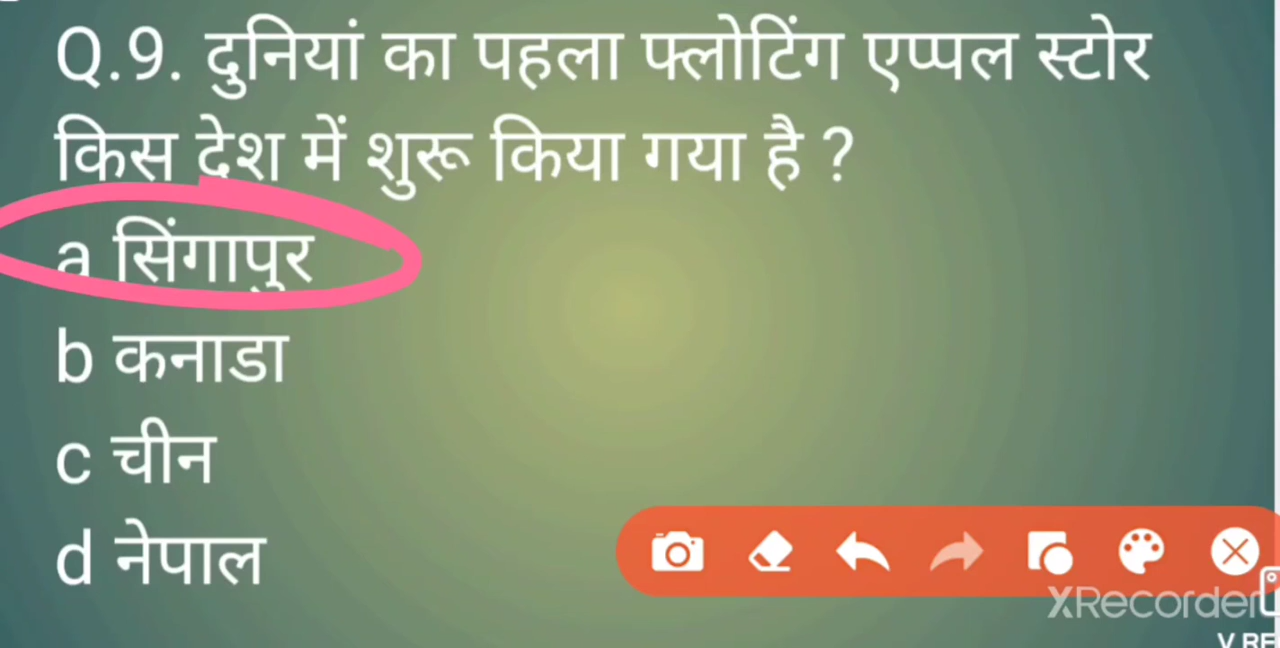 Q.9. दुनियां का पहला फ्लोटिंग एप्पल स्टोर
किस देश में शुरू किया गया है ?
a सिंगापुर
b कनाडा
c चीन
d नेपाल
XRecorder